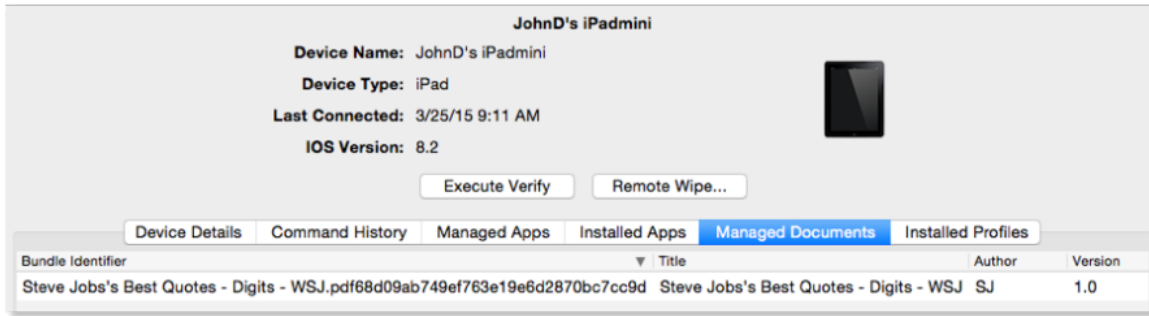 JohnD's iPadmini
Device Name: JohnD's iPadmini
Device Type: iPad
Last Connected: 3/25/15 9:11 AM
IOS Version: 8.2
Execute Verify Remote Wipe...
Device Details Command History Managed Apps Installed Apps Managed Documents Installed Profiles
Bundle Identifier Title Author Version
Steve Jobs's Best Quotes - Digits - WSJ.pdf68d09ab749ef763e19e6d2870bc7cc9d Steve Jobs's Best Quotes - Digits - WSJ SJ 1.0